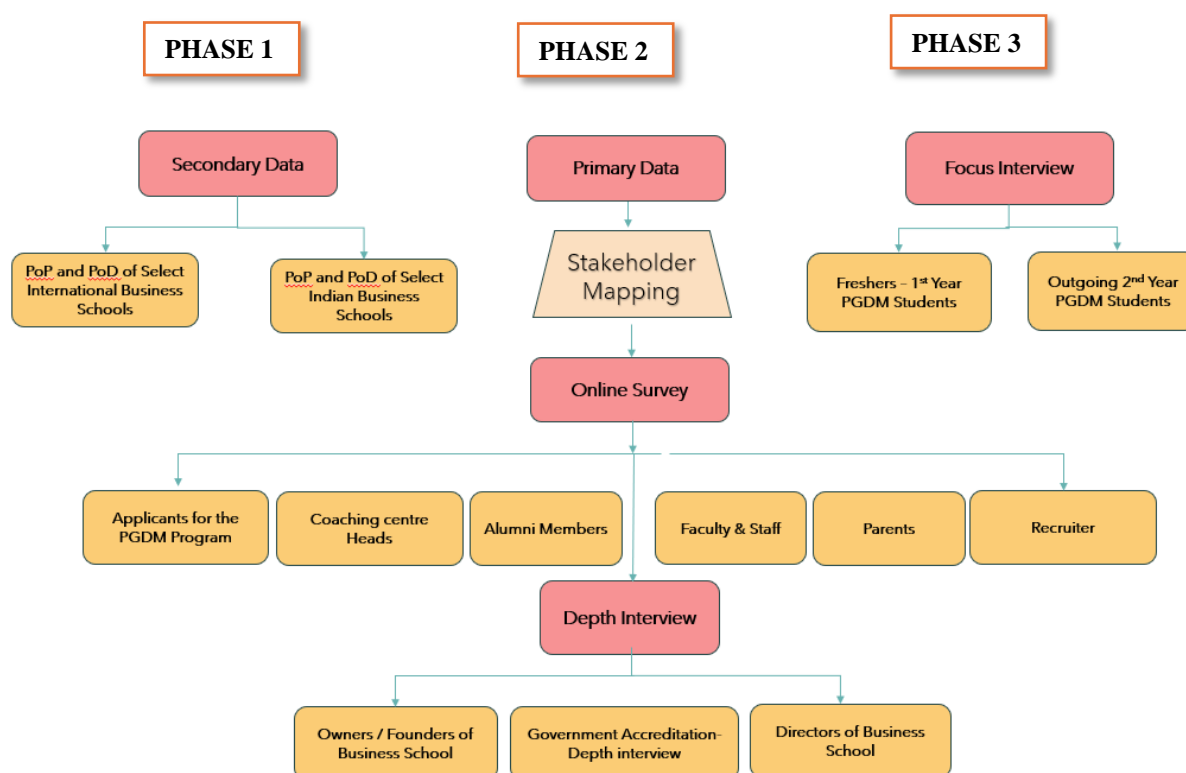 PHASE 1
PHASE 2
PHASE 3
Secondary Data
Primary Data
Focus Interview
PoP and PoD of Select
International Business
Schools
PoP and PoD of Select
Indian Business
Schools
Stakeholder
Mapping
Freshers – 1st Year
PGDM Students
Outgoing 2nd Year
PGDM Students
Online Survey
Applicants for the
PGDM Program
Coaching centre
Heads
Alumni Members
Faculty & Staff
Parents
Recruiter
Depth Interview
Owners / Founders of
Business School
Government Accreditation-
Depth interview
Directors of Business
School